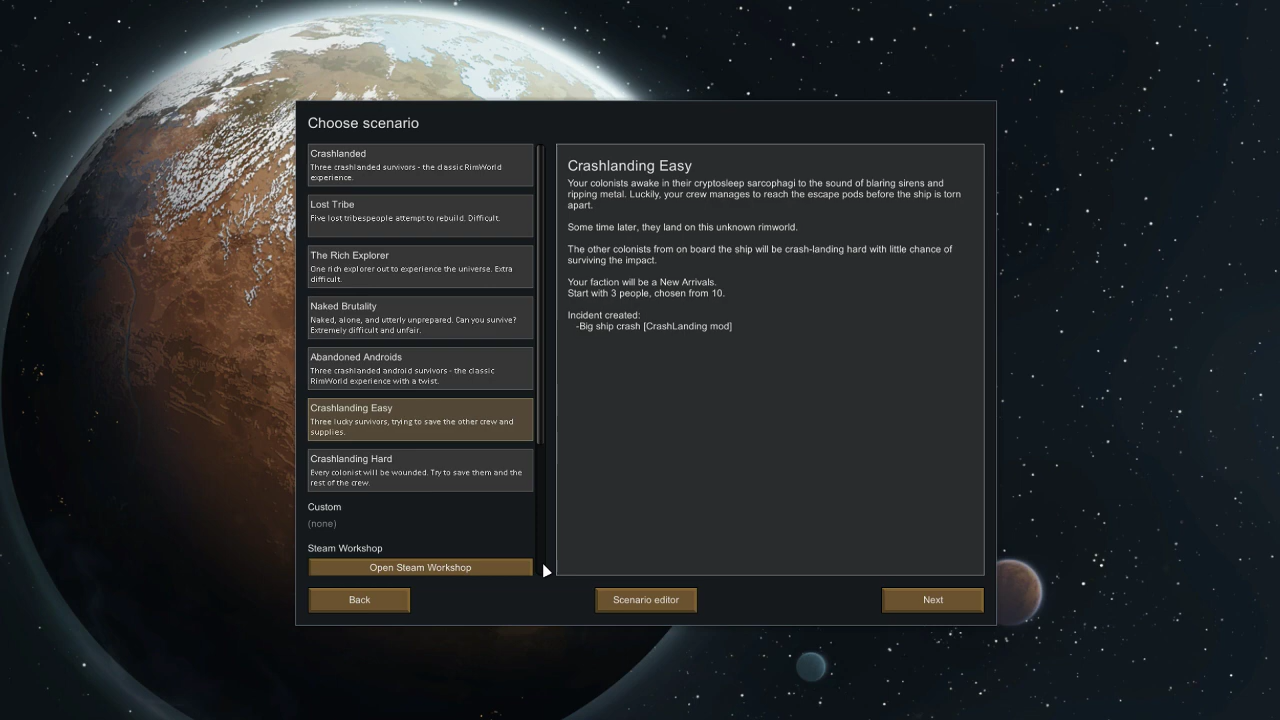 Choose scenario
Crashlanded
Three crashlanded survivors - the classic RimWorld
experience.
Lost Tribe
Five lost tribespeople attempt to rebuild. Difficult.
The Rich Explorer
One rich explorer out to experience the universe. Extra
difficult.
Naked Brutality
Naked, alone, and utterly unprepared. Can you survive?
Extremely difficult and unfair.
Abandoned Androids
Three crashlanded android survivors - the classic
RimWorld experience with a twist.
Crashlanding Easy
Three lucky survivors, trying to save the other crew and
supplies.
Crashlanding Hard
Every colonist will be wounded. Try to save them and the
rest of the crew.
Custom
(none)
Steam Workshop
Open Steam Workshop
Crashlanding Easy
Your colonists awake in their cryptosleep sarcophagi to the sound of blaring sirens and
ripping metal. Luckily, your crew manages to reach the escape pods before the ship is torn
apart.
Some time later, they land on this unknown rimworld.
The other colonists from on board the ship will be crash-landing hard with little chance of
surviving the impact.
Your faction will be a New Arrivals.
Start with 3 people, chosen from 10.
Incident created:
-Big ship crash [CrashLanding mod]
Back
Scenario editor
Next